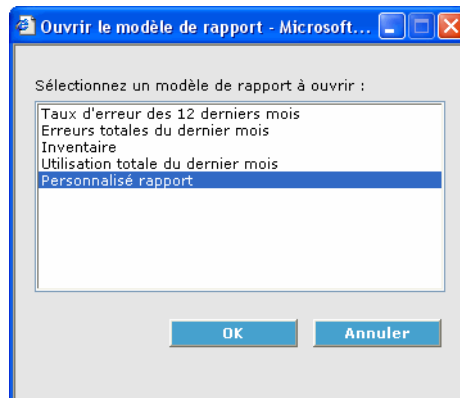 Ouvrir le modèle de rapport - Microsoft...
Sélectionnez un modèle de rapport à ouvrir :
Taux d'erreur des 12 derniers mois
Erreurs totales du dernier mois
Inventaire
Utilisation totale du dernier mois
Personnalisé rapport
OK Annuler